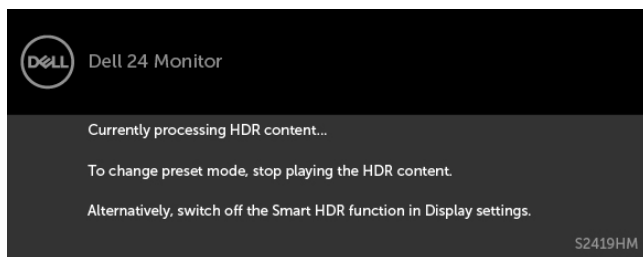 DELL
Dell 24 Monitor
Currently processing HDR content...
To change preset mode, stop playing the HDR content.
Alternatively, switch off the Smart HDR function in Display settings.
S2419HM